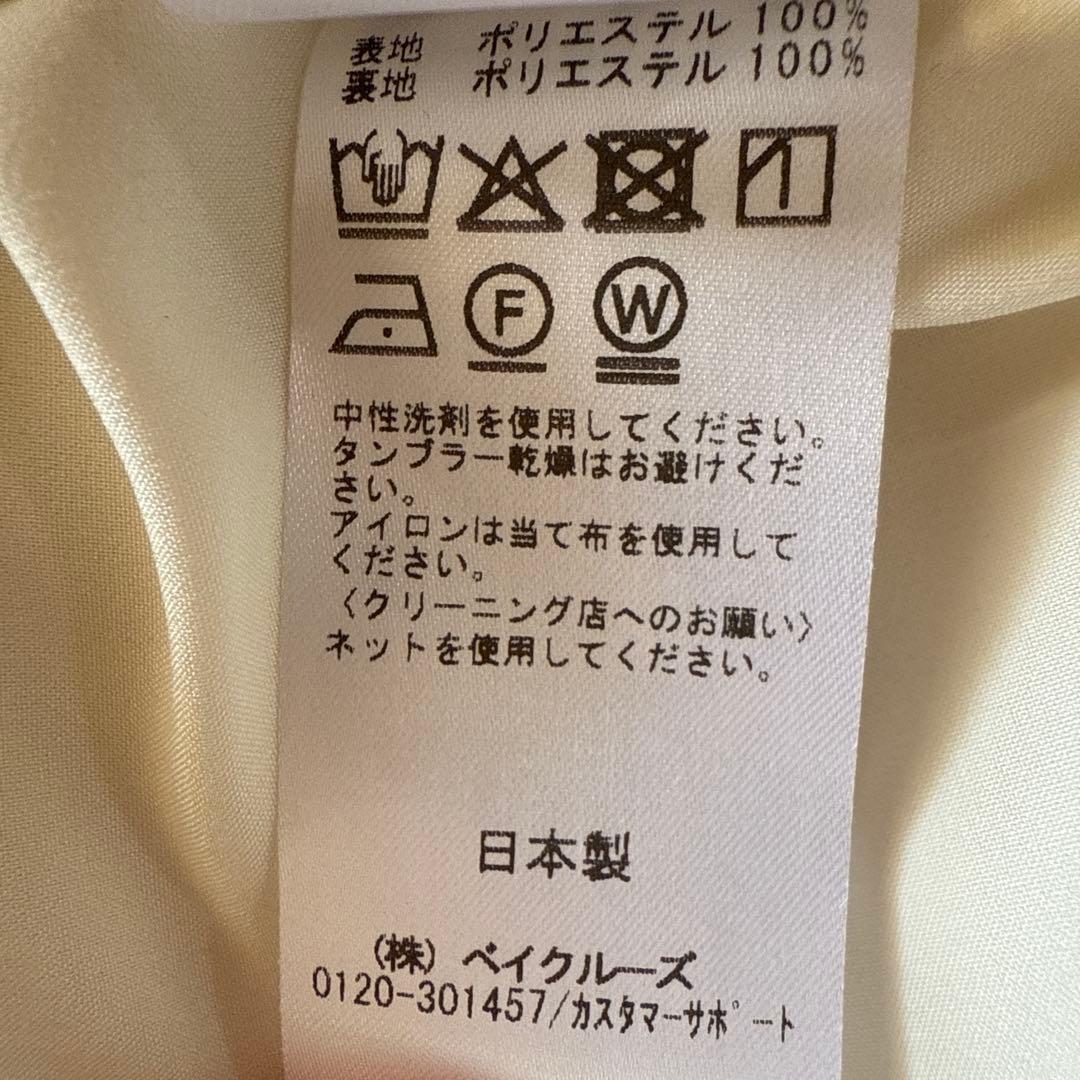 表地 ポリエステル 100%
裏地 ポリエステル 100%
F W
中性洗剤を使用してください。
タンブラー乾燥はお避けくだ
さい。
アイロンは当て布を使用して
ください。
〈クリーニング店へのお願い〉
ネットを使用してください。
日本製
(株) ベイクルーズ
0120-301457/カスタマーサポート